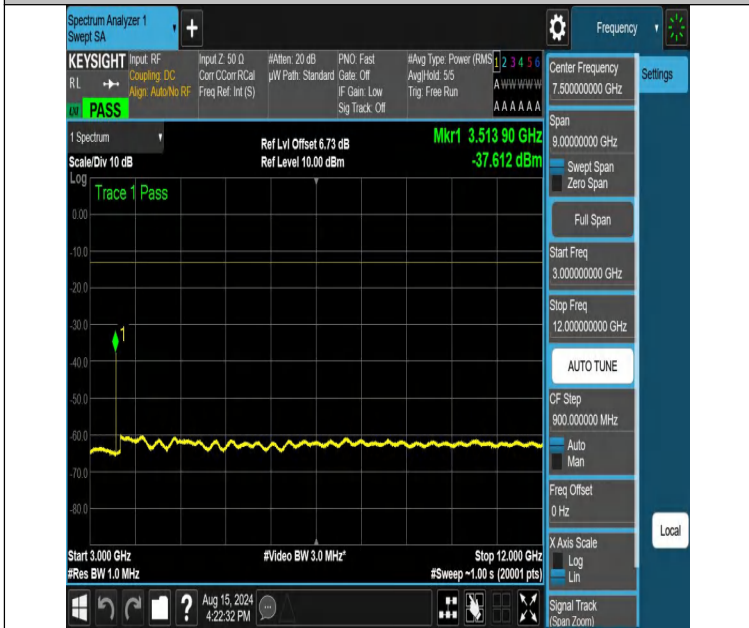 Spectrum Analyzer 1
Swept SA
+
Frequency
KEYSIGHT
RL
PASS
Input: RF
Coupling: DC
Align: Auto/No RF
Input Z: 50 Ω
Corr CCorr RCal
Freq Ref: Int (S)
#Atten: 20 dB
µW Path: Standard
PNO: Fast
Gate: Off
IF Gain: Low
Sig Track: Off
#Avg Type: Power (RMS
Avg|Hold: 5/5
Trig: Free Run
1 2 3 4 5 6
A W W W W W
A A A A A A
Center Frequency
7.50000000 GHz
Settings
Span
9.00000000 GHz
Swept Span
Zero Span
Full Span
Start Freq
3.000000000 GHz
Stop Freq
12.000000000 GHz
AUTO TUNE
CF Step
900.000000 MHz
Auto
Man
Freq Offset
0 Hz
X Axis Scale
Log
Lin
Signal Track
(Span Zoom)
Local
1 Spectrum
Scale/Div 10 dB
Log
Ref Lvl Offset 6.73 dB
Ref Level 10.00 dBm
Mkr1 3.513 90 GHz
-37.612 dBm
Trace 1 Pass
0.00
-10.0
-20.0
-30.0
1
-40.0
-50.0
-60.0
-70.0
-80.0
Start 3.000 GHz
#Res BW 1.0 MHz
#Video BW 3.0 MHz*
Stop 12.000 GHz
#Sweep ~1.00 s (20001 pts)
?
Aug 15, 2024
4:22:32 PM